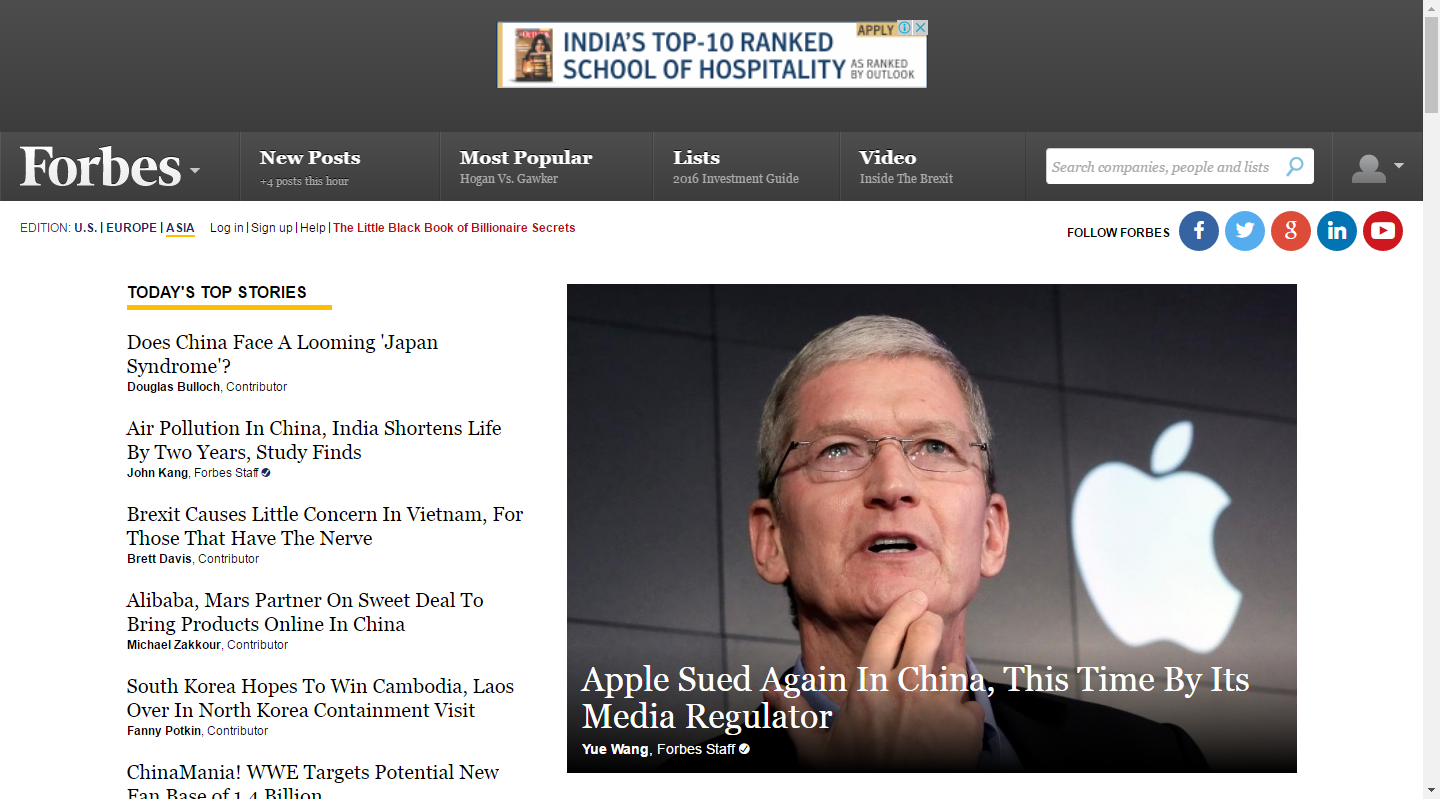 APPLY
INDIA'S TOP-10 RANKED
SCHOOL OF HOSPITALITY
AS RANKED
BY OUTLOOK
Forbes
New Posts
+4 posts this hour
Most Popular
Hogan Vs. Gawker
Lists
2016 Investment Guide
Video
Inside The Brexit
Search companies, people and lists
EDITION: U.S. | EUROPE | ASIA Log in | Sign up | Help | The Little Black Book of Billionaire Secrets
FOLLOW FORBES
TODAY'S TOP STORIES
Does China Face A Looming 'Japan
Syndrome'?
Douglas Bulloch, Contributor
Air Pollution In China, India Shortens Life
By Two Years, Study Finds
John Kang, Forbes Staff
Brexit Causes Little Concern In Vietnam, For
Those That Have The Nerve
Brett Davis, Contributor
Alibaba, Mars Partner On Sweet Deal To
Bring Products Online In China
Michael Zakkour, Contributor
South Korea Hopes To Win Cambodia, Laos
Over In North Korea Containment Visit
Fanny Potkin, Contributor
ChinaMania! WWE Targets Potential New
Fan Base of 1.4 Billion
Apple Sued Again In China, This Time By Its
Media Regulator
Yue Wang, Forbes Staff